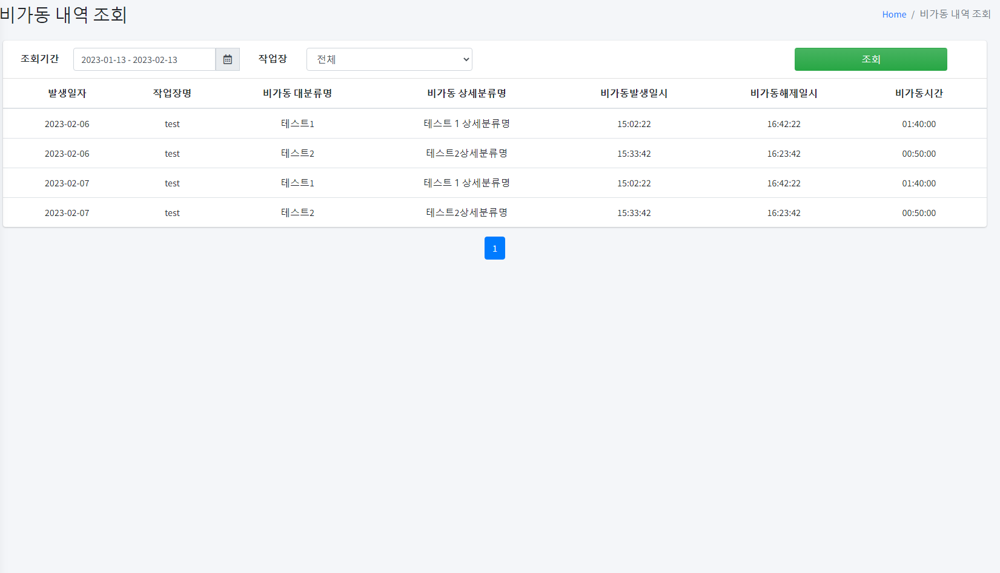 비가동 내역 조회
Home / 비가동 내역 조회
조회기간 2023-01-13 - 2023-02-13 작업장 전체 조회
발생일자 작업장명 비가동 대분류명 비가동 상세분류명 비가동발생일시 비가동해제일시 비가동시간
2023-02-06 test 테스트1 테스트 1 상세분류명 15:02:22 16:42:22 01:40:00
2023-02-06 test 테스트2 테스트2상세분류명 15:33:42 16:23:42 00:50:00
2023-02-07 test 테스트1 테스트 1 상세분류명 15:02:22 16:42:22 01:40:00
2023-02-07 test 테스트2 테스트2상세분류명 15:33:42 16:23:42 00:50:00
1